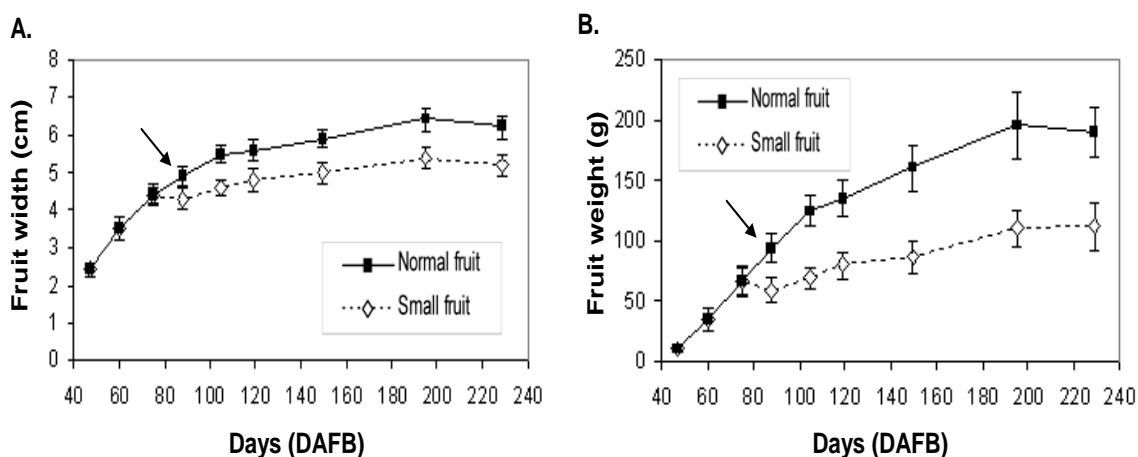 A.
Fruit width (cm)
8
7
6
5
4
3
2
1
0
Normal fruit
Small fruit
40 60 80 100 120 140 160 180 200 220 240
Days (DAFB)
B.
Fruit weight (g)
250
200
150
100
50
0
Normal fruit
Small fruit
40 60 80 100 120 140 160 180 200 220 240
Days (DAFB)